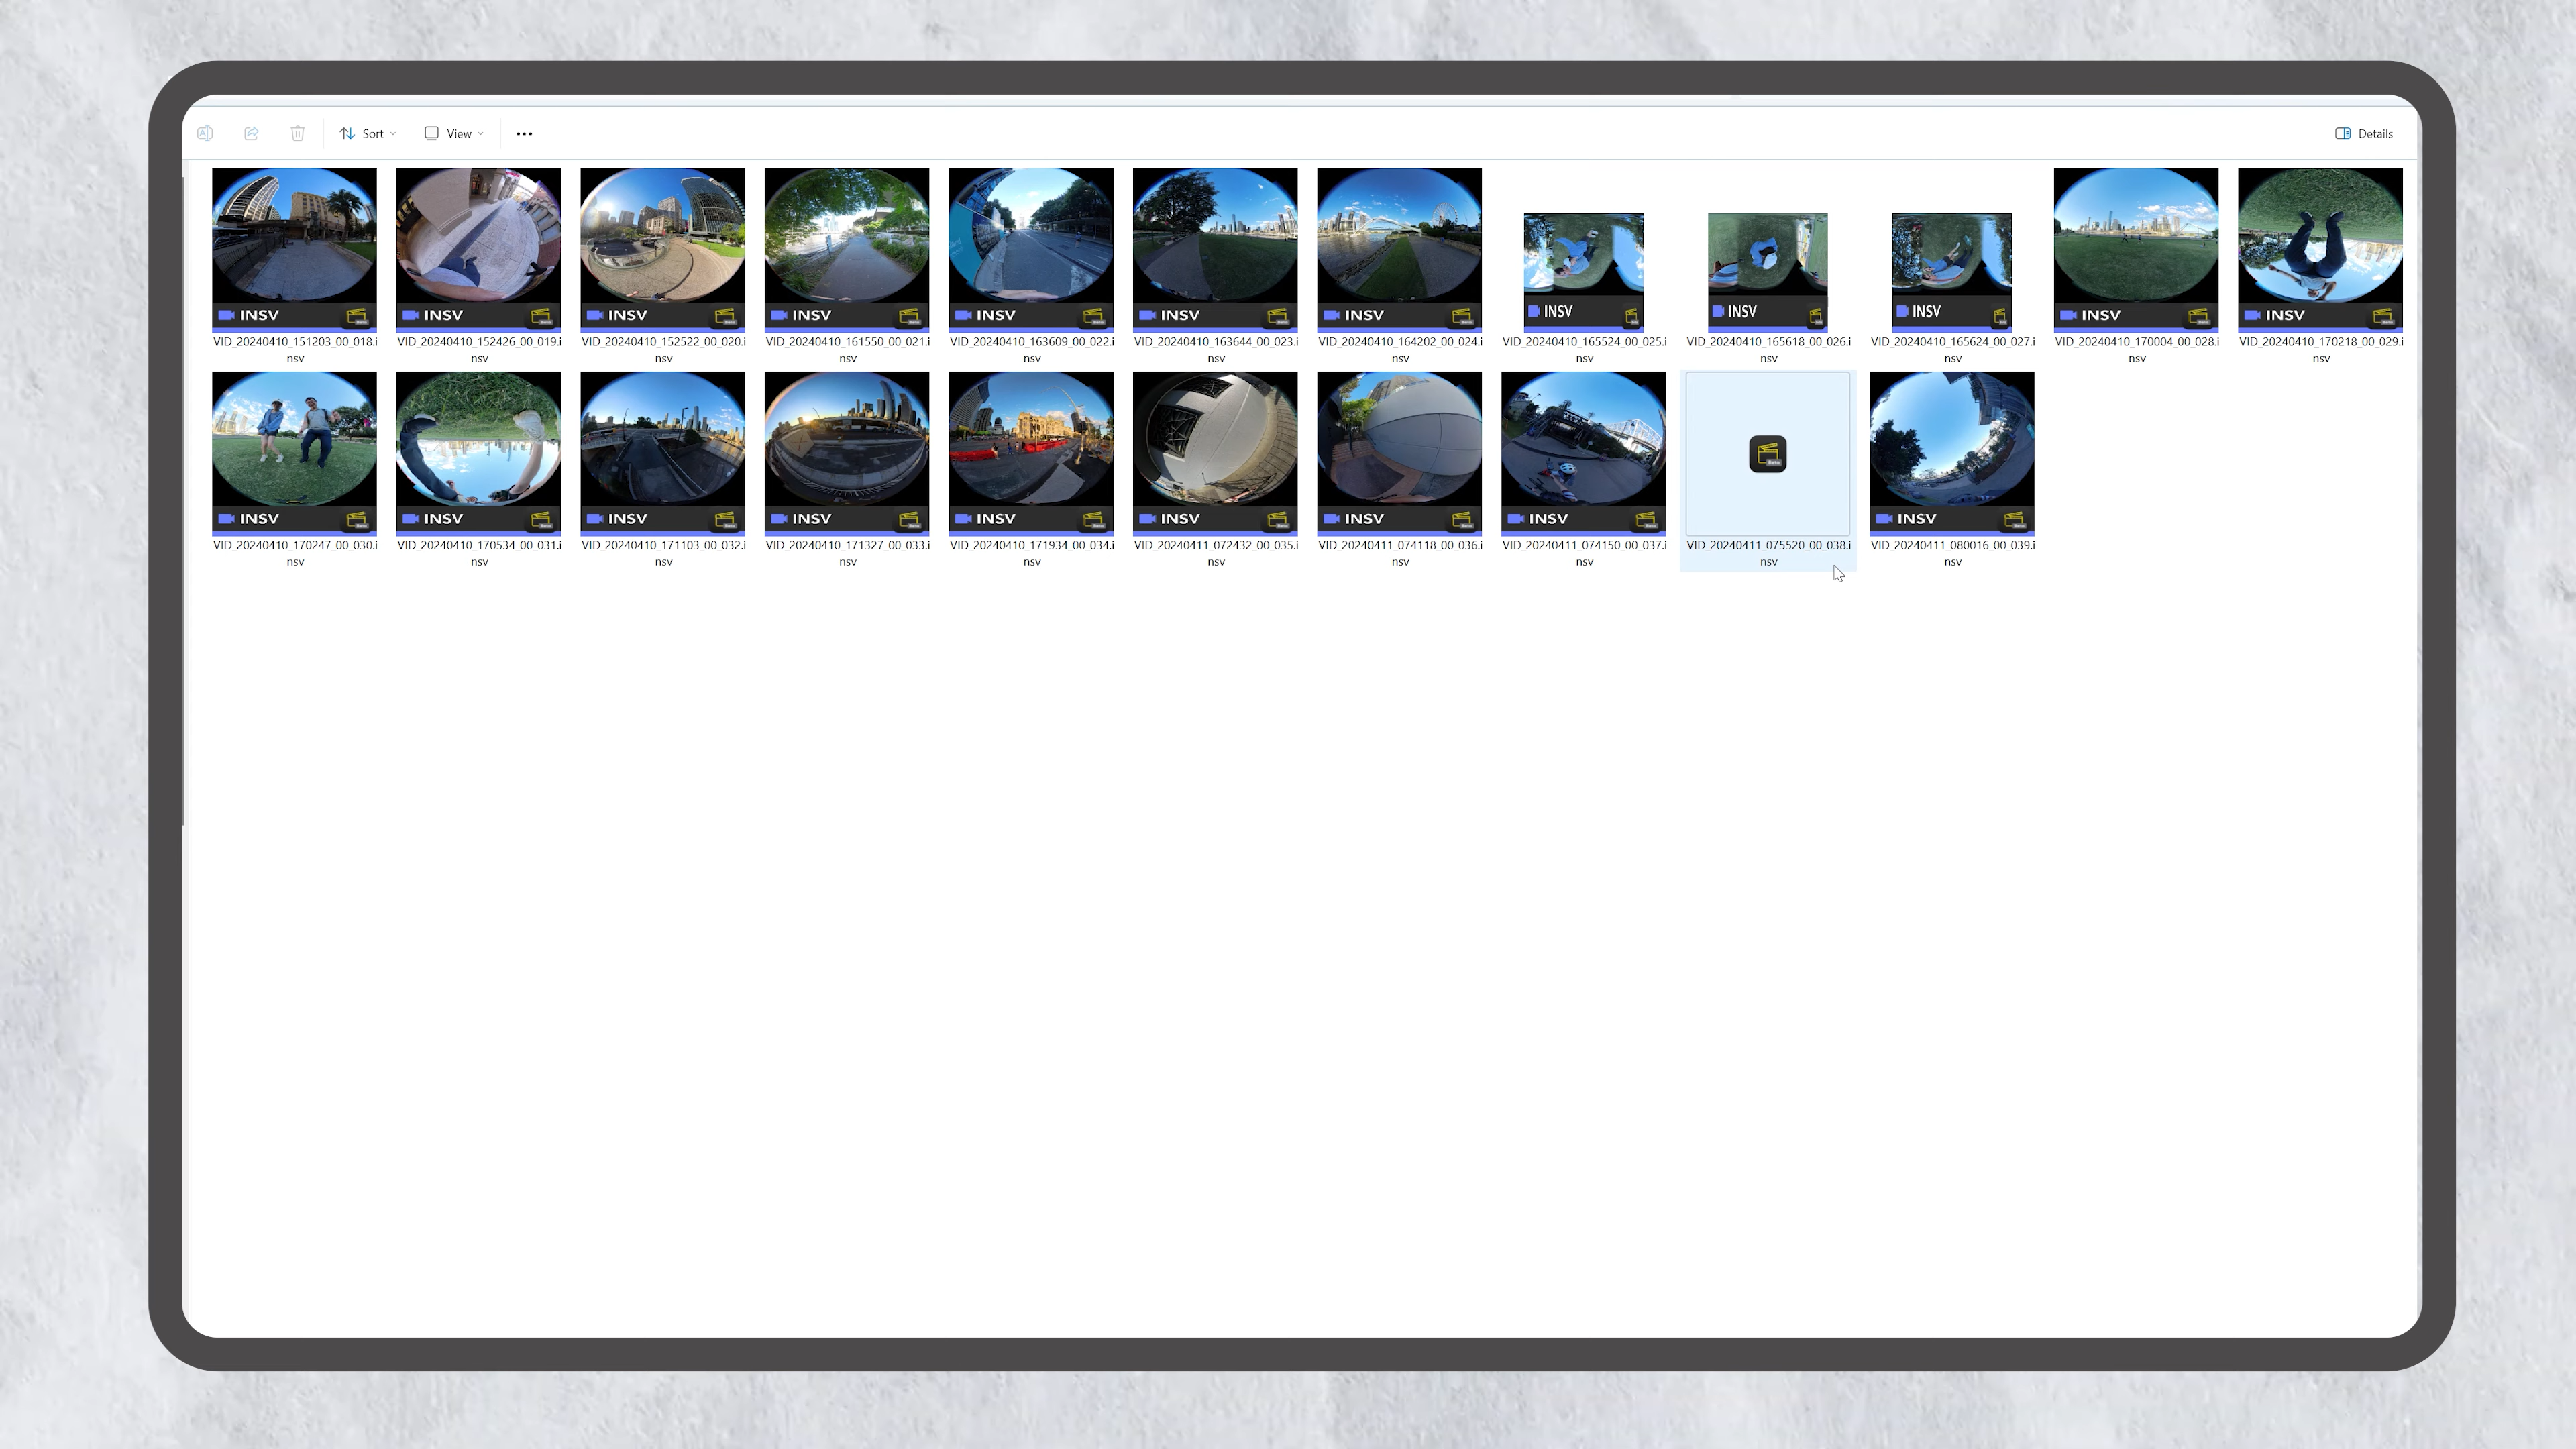 Sort
View
Details
INSV
INSV
INSV
INSV
INSV
INSV
INSV
INSV
INSV
INSV
INSV
INSV
VID_20240410_151203_00_018.i
nsv
VID_20240410_152426_00_019.i
nsv
VID_20240410_152522_00_020.i
nsv
VID_20240410_161550_00_021.i
nsv
VID_20240410_163609_00_022.i
nsv
VID_20240410_163644_00_023.i
nsv
VID_20240410_164202_00_024.i
nsv
VID_20240410_165524_00_025.i
nsv
VID_20240410_165618_00_026.i
nsv
VID_20240410_165624_00_027.i
nsv
VID_20240410_170004_00_028.i
nsv
VID_20240410_170218_00_029.i
nsv
INSV
INSV
INSV
INSV
INSV
INSV
INSV
INSV
Beta
INSV
VID_20240410_170247_00_030.i
nsv
VID_20240410_170534_00_031.i
nsv
VID_20240410_171103_00_032.i
nsv
VID_20240410_171327_00_033.i
nsv
VID_20240410_171934_00_034.i
nsv
VID_20240411_072432_00_035.i
nsv
VID_20240411_074118_00_036.i
nsv
VID_20240411_074150_00_037.i
nsv
VID_20240411_075520_00_038.i
nsv
VID_20240411_080016_00_039.i
nsv